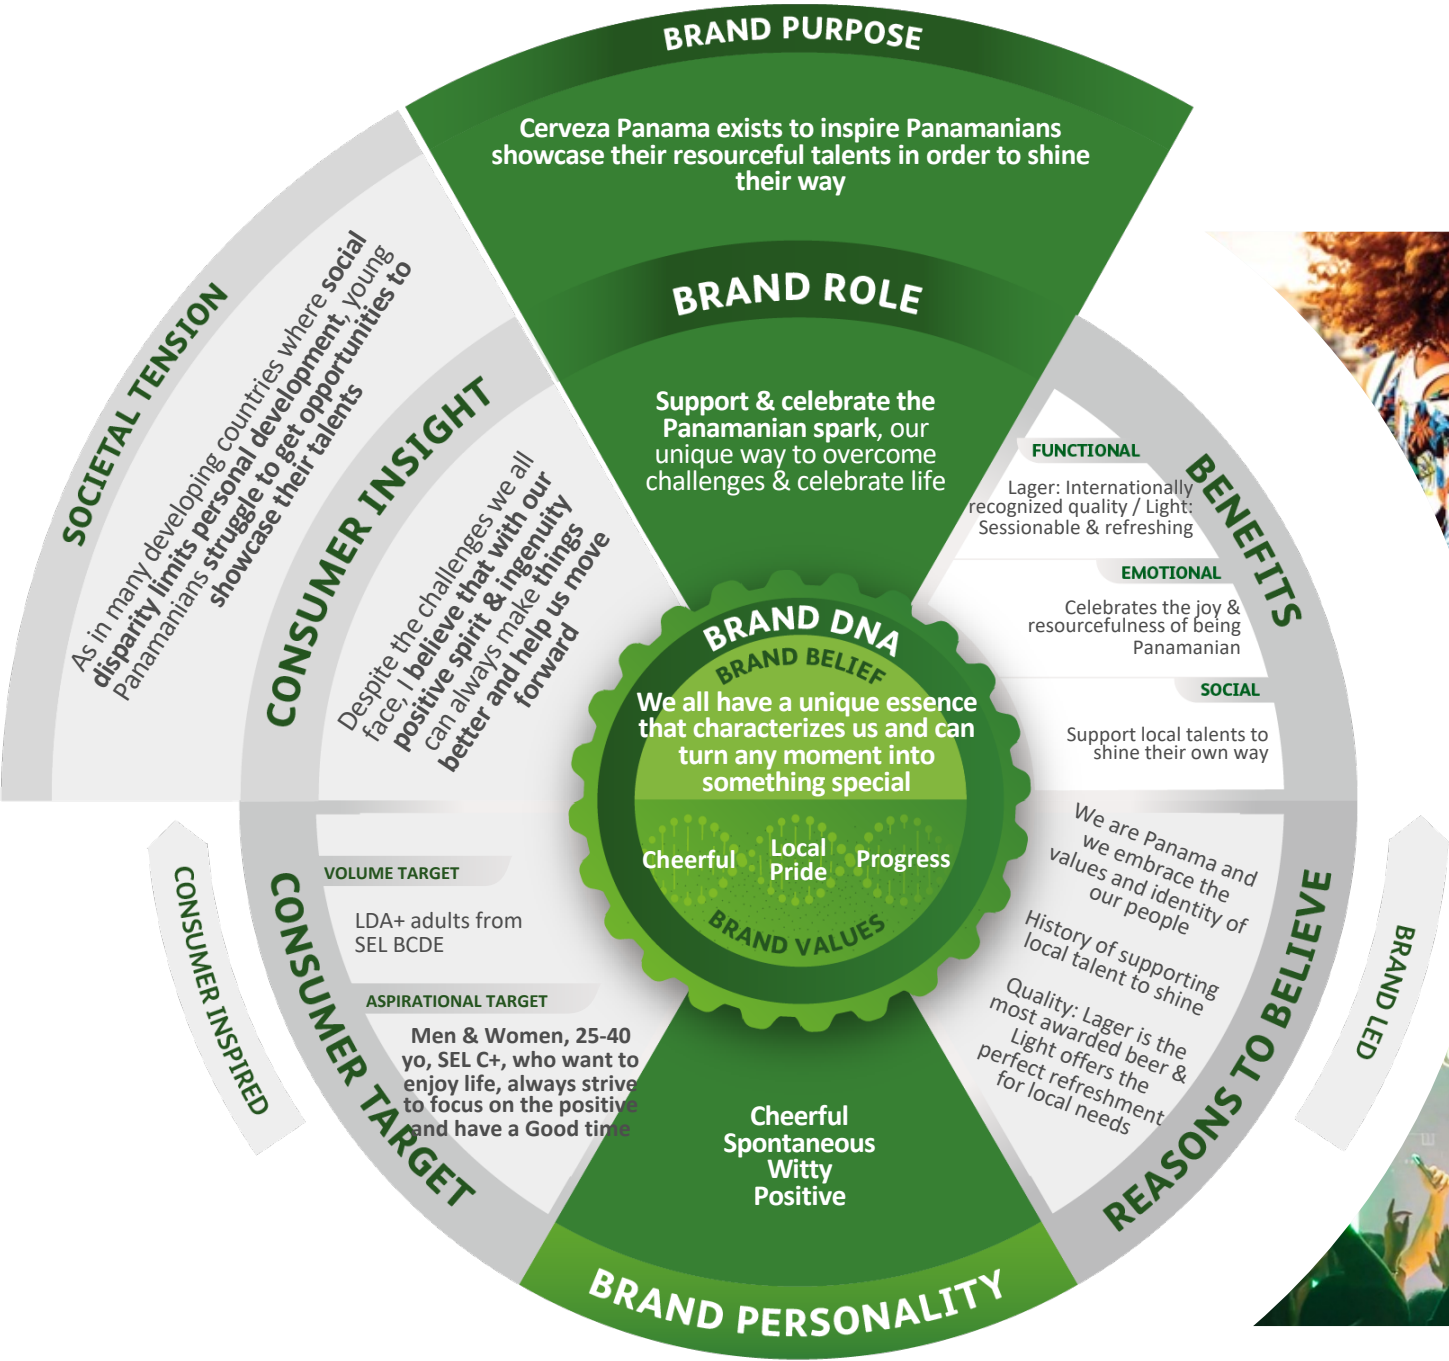 BRAND PURPOSE
Cerveza Panama exists to inspire Panamanians
showcase their resourceful talents in order to shine
their way
BRAND ROLE
Support & celebrate the
Panamanian spark, our
unique way to overcome
challenges & celebrate life
SOCIETAL TENSION
As in many developing countries where social
disparity limits personal development, young
Panamanians struggle to get opportunities to
showcase their talents
CONSUMER INSIGHT
Despite the challenges we all
face, I believe that with our
positive spirit & ingenuity
can always make things
better and help us move
forward
BENEFITS
FUNCTIONAL
Lager: Internationally
recognized quality / Light:
Sessionable & refreshing
EMOTIONAL
Celebrates the joy &
resourcefulness of being
Panamanian
SOCIAL
Support local talents to
shine their own way
BRAND DNA
BRAND BELIEF
We all have a unique essence
that characterizes us and can
turn any moment into
something special
Cheerful
Local
Pride
Progress
BRAND VALUES
CONSUMER INSPIRED
CONSUMER TARGET
VOLUME TARGET
LDA+ adults from
SEL BCDE
ASPIRATIONAL TARGET
Men & Women, 25-40
yo, SEL C+, who want to
enjoy life, always strive
to focus on the positive
and have a Good time
We are Panama and
we embrace the
values and identity of
our people
History of supporting
local talent to shine
Quality: Lager is the
most awarded beer &
Light offers the
perfect refreshment
for local needs
REASONS TO BELIEVE
BRAND LED
Cheerful
Spontaneous
Witty
Positive
BRAND PERSONALITY